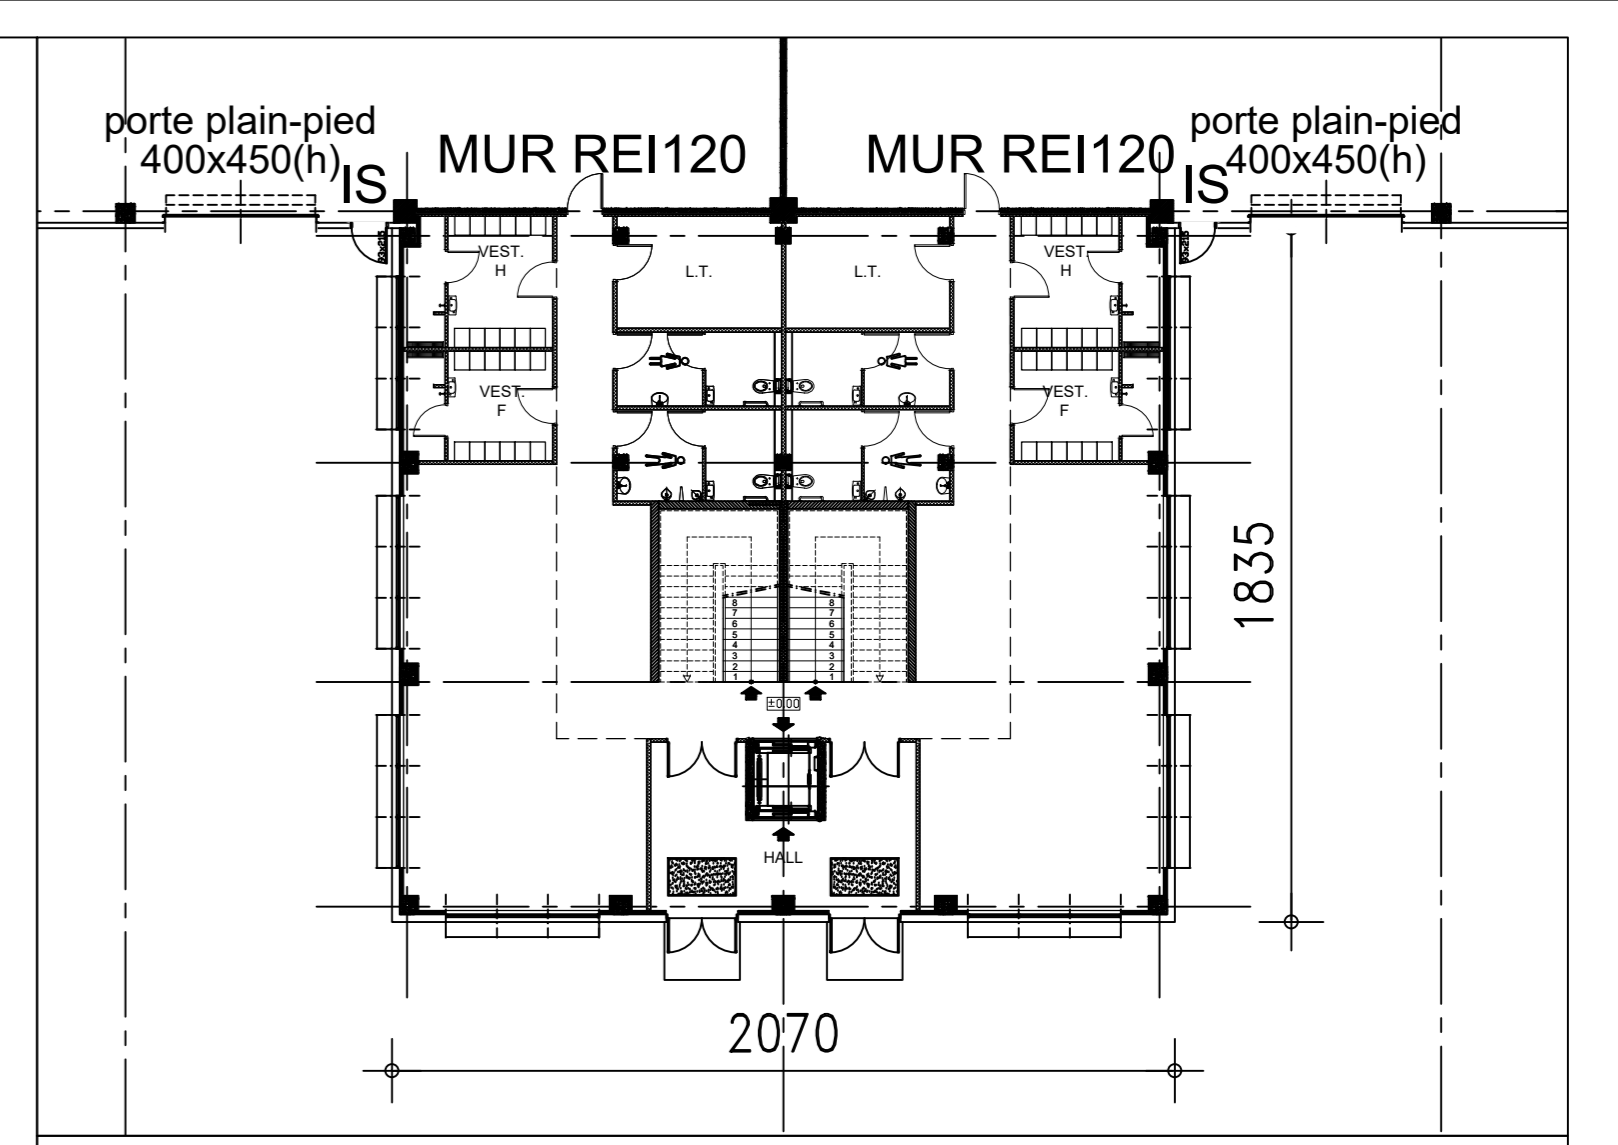 porte plain-pied
400x450(h)
IS
MUR REI120
MUR REI120
porte plain-pied
400x450(h)
IS
93x215
93x215
VEST.
H
L.T.
L.T.
VEST.
H
VEST.
F
VEST.
F
1835
8
7
6
5
4
3
2
1
8
7
6
5
4
3
2
1
±0.00
HALL
2070